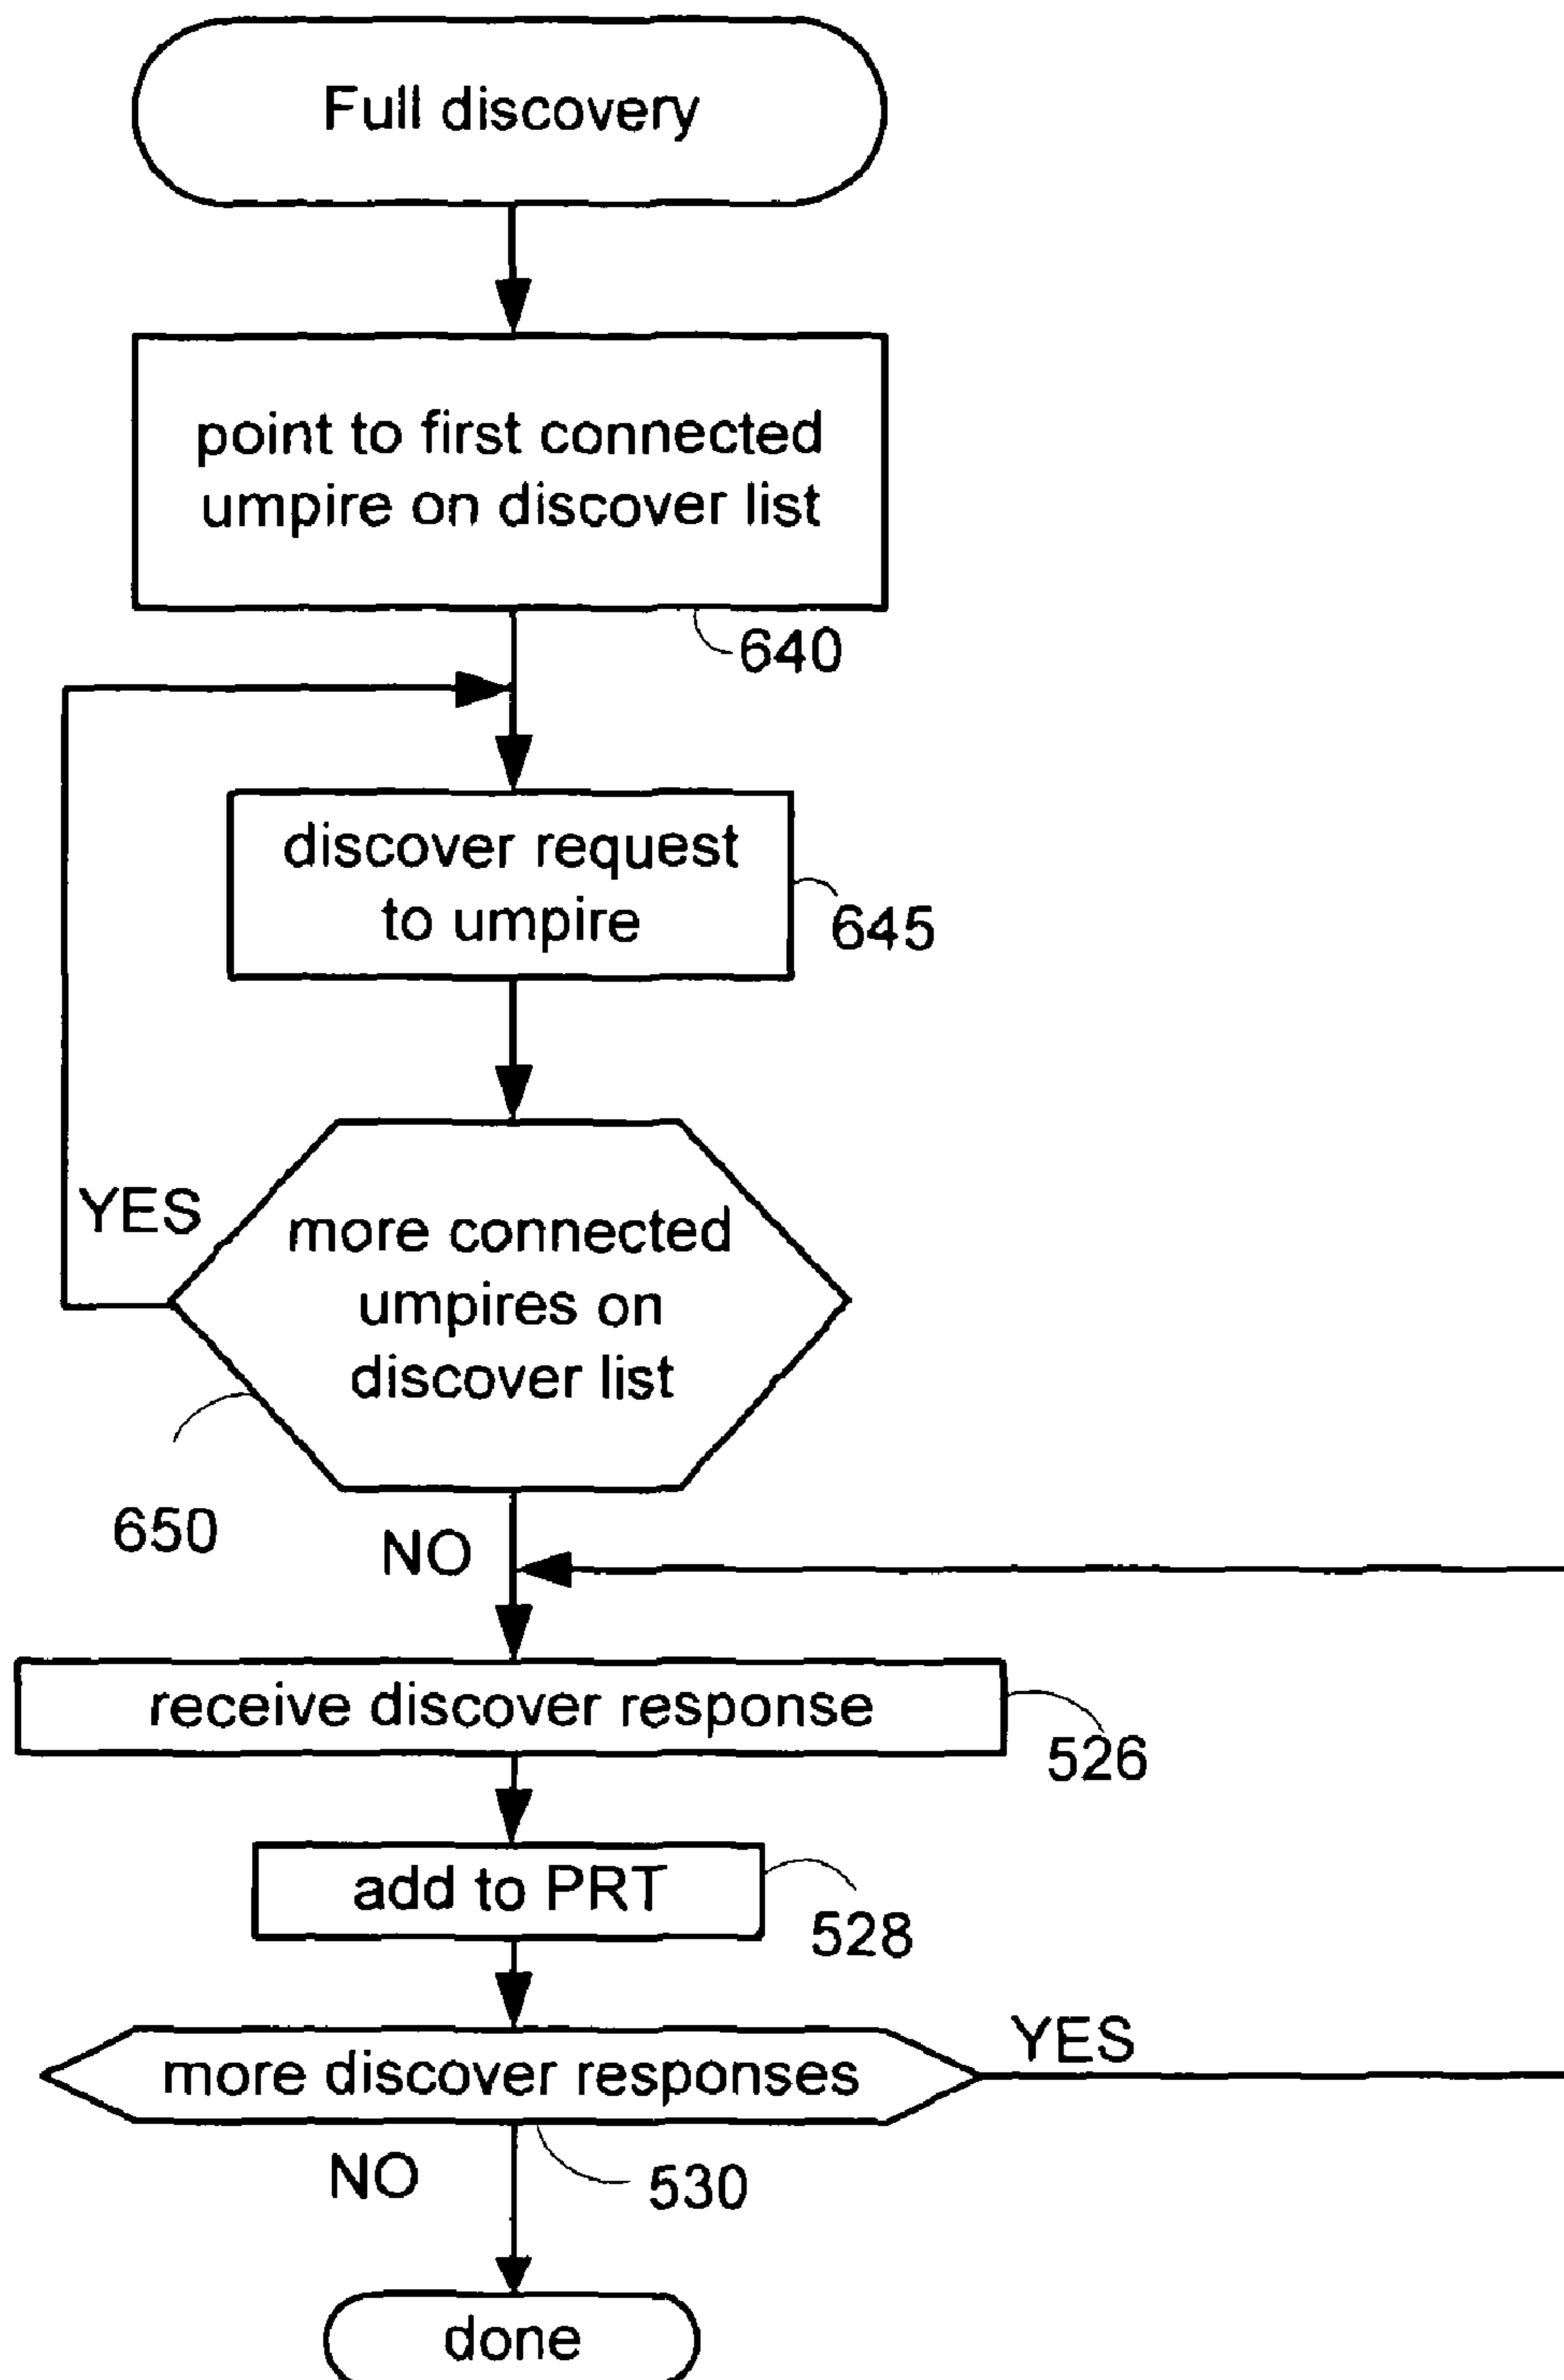 Full discovery
point to first connected
umpire on discover list
640
discover request
to umpire
645
YES
more connected
umpires on
discover list
650
NO
receive discover response
526
add to PRT
528
more discover responses
YES
NO
530
done